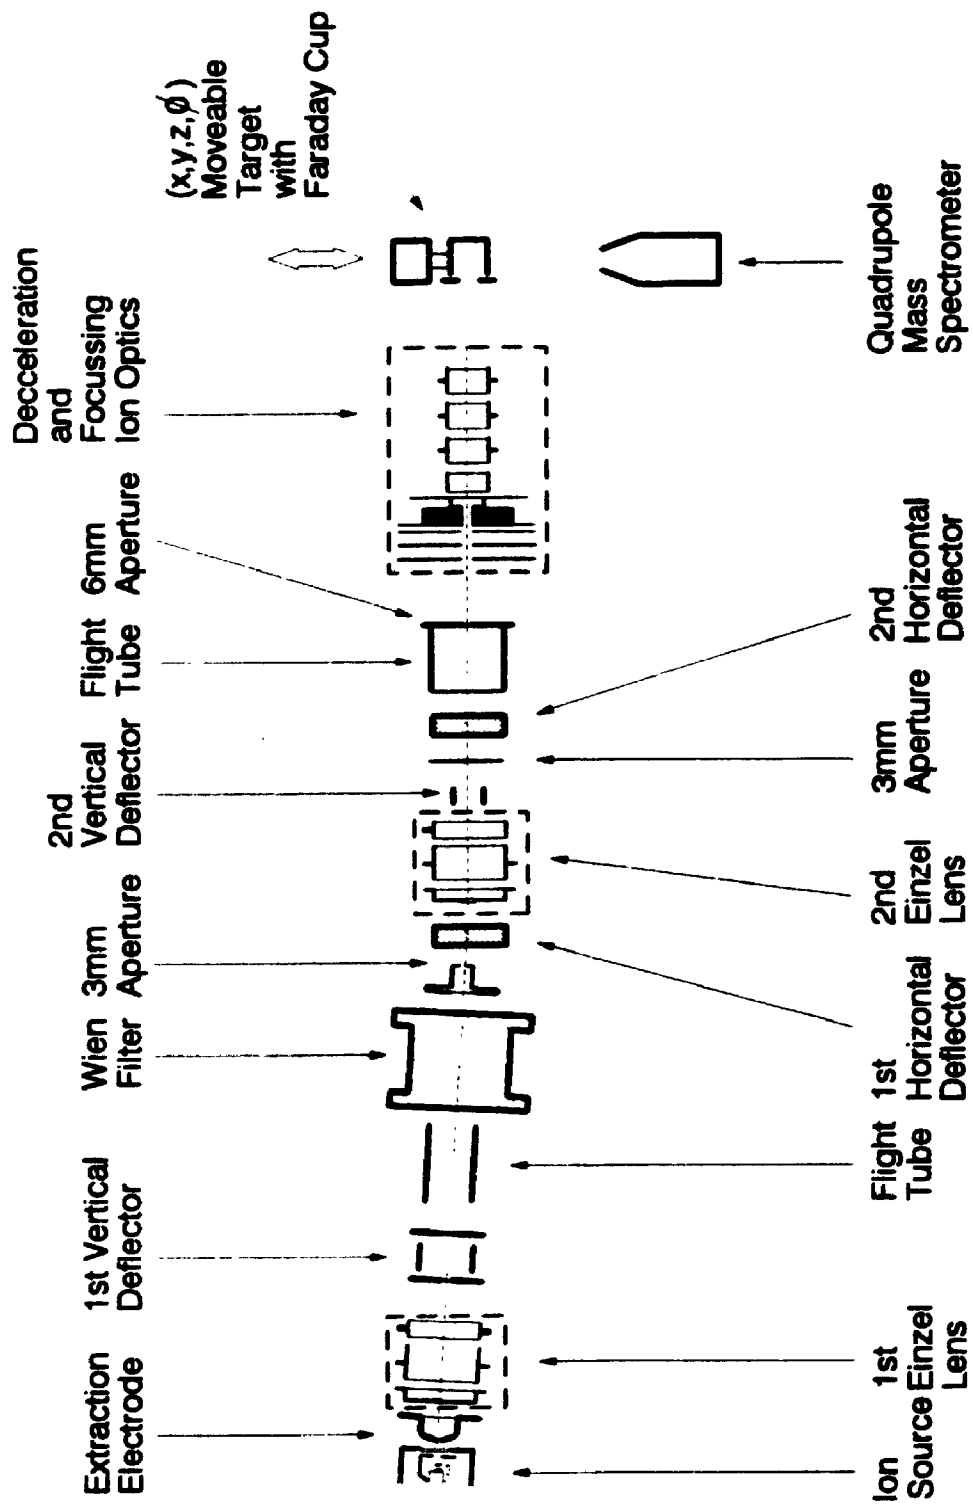 Extraction
Electrode
1st Vertical
Deflector
Wien
Filter
3mm
Aperture
2nd
Vertical
Deflector
Flight
Tube
6mm
Aperture
Decceleration
and
Focussing
Ion Optics
(x,y,z,Ø)
Moveable
Target
with
Faraday Cup
Ion
Source
1st
Einzel
Lens
Flight
Tube
1st
Horizontal
Deflector
2nd
Einzel
Lens
3mm
Aperture
2nd
Horizontal
Deflector
Quadrupole
Mass
Spectrometer